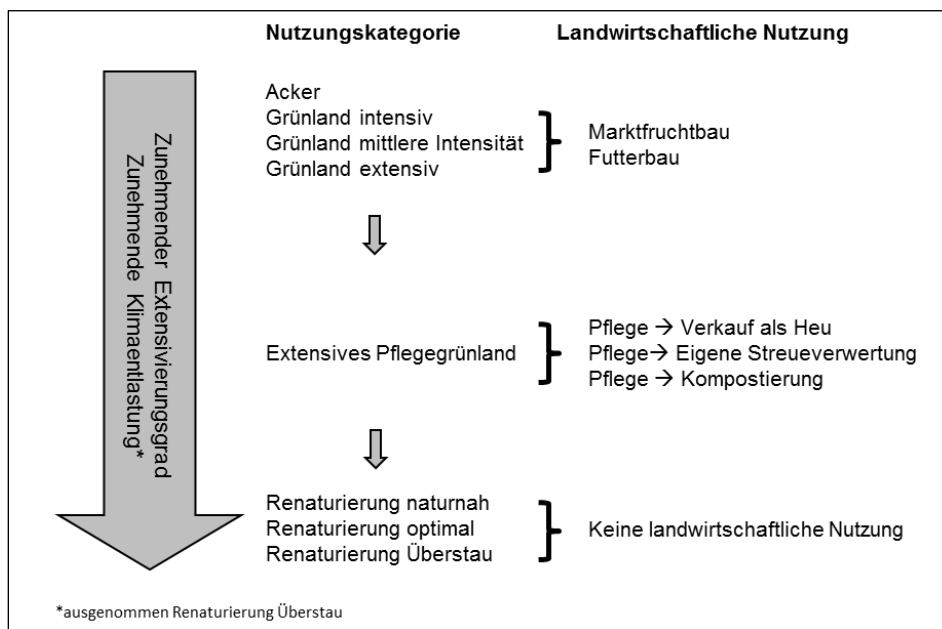 Nutzungskategorie
Landwirtschaftliche Nutzung
Zunehmender Extensivierungsgrad
Zunehmende Klimaentlastung*
Acker
Grünland intensiv
Grünland mittlere Intensität
Grünland extensiv
Marktfruchtbau
Futterbau
Extensives Pflegegrünland
Pflege → Verkauf als Heu
Pflege → Eigene Streueverwertung
Pflege → Kompostierung
Renaturierung naturnah
Renaturierung optimal
Renaturierung Überstau
Keine landwirtschaftliche Nutzung
*ausgenommen Renaturierung Überstau